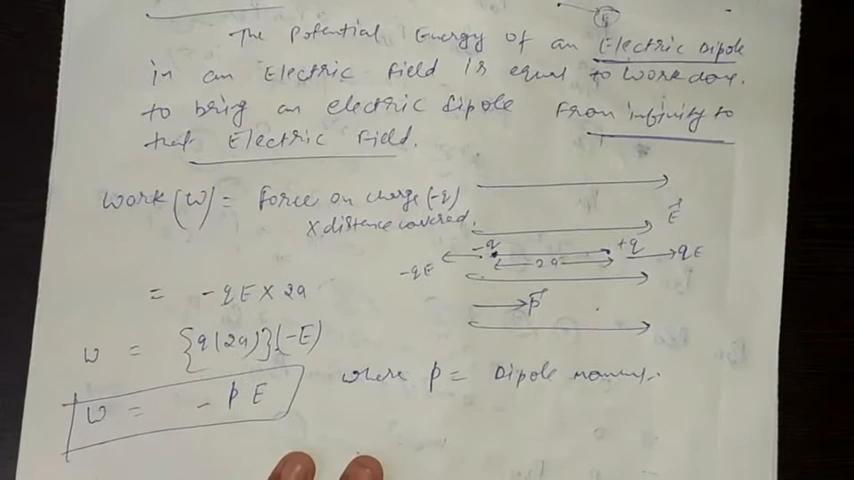 The Potential Energy of an Electric Dipole
in an Electric Field is equal to work done.
to bring an electric dipole from infinity to
that Electric Field.
Work (W) = Force on charge (-q)
x distance covered.
E
-q +q qE
-qE 2a
= -qE x 2a
P
W = {q(2a)}(-E)
W = - P E
where P = Dipole moment.